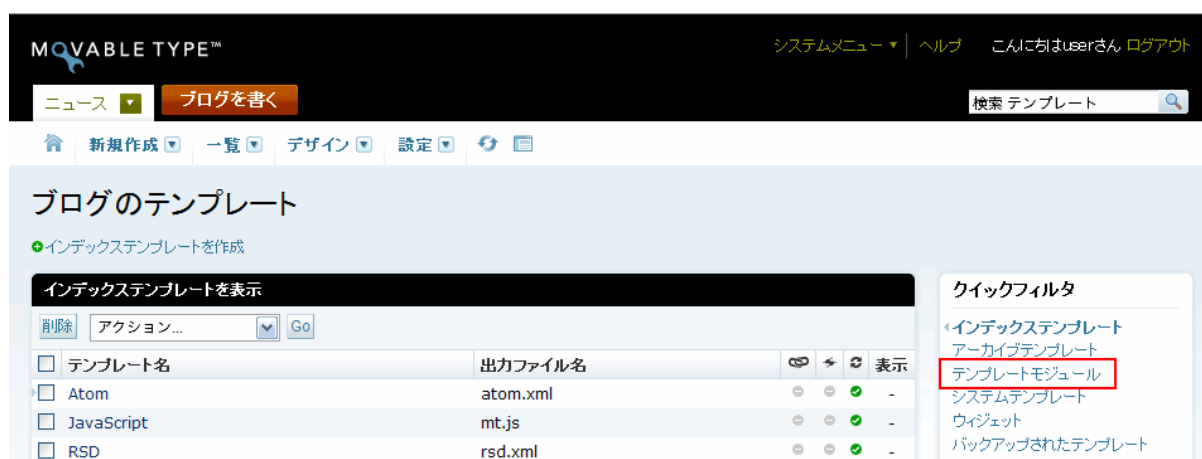 MOVABLE TYPE™
システムメニュー ▼ ヘルプ こんにちはuserさん ログアウト
ニュース ブログを書く 検索 テンプレート
新規作成 一覧 デザイン 設定
ブログのテンプレート
インデックステンプレートを作成
インデックステンプレートを表示
削除 アクション... Go
テンプレート名 出力ファイル名 表示
Atom atom.xml -
JavaScript mt.js -
RSD rsd.xml -
クイックフィルタ
インデックステンプレート
アーカイブテンプレート
テンプレートモジュール
システムテンプレート
ウィジェット
バックアップされたテンプレート